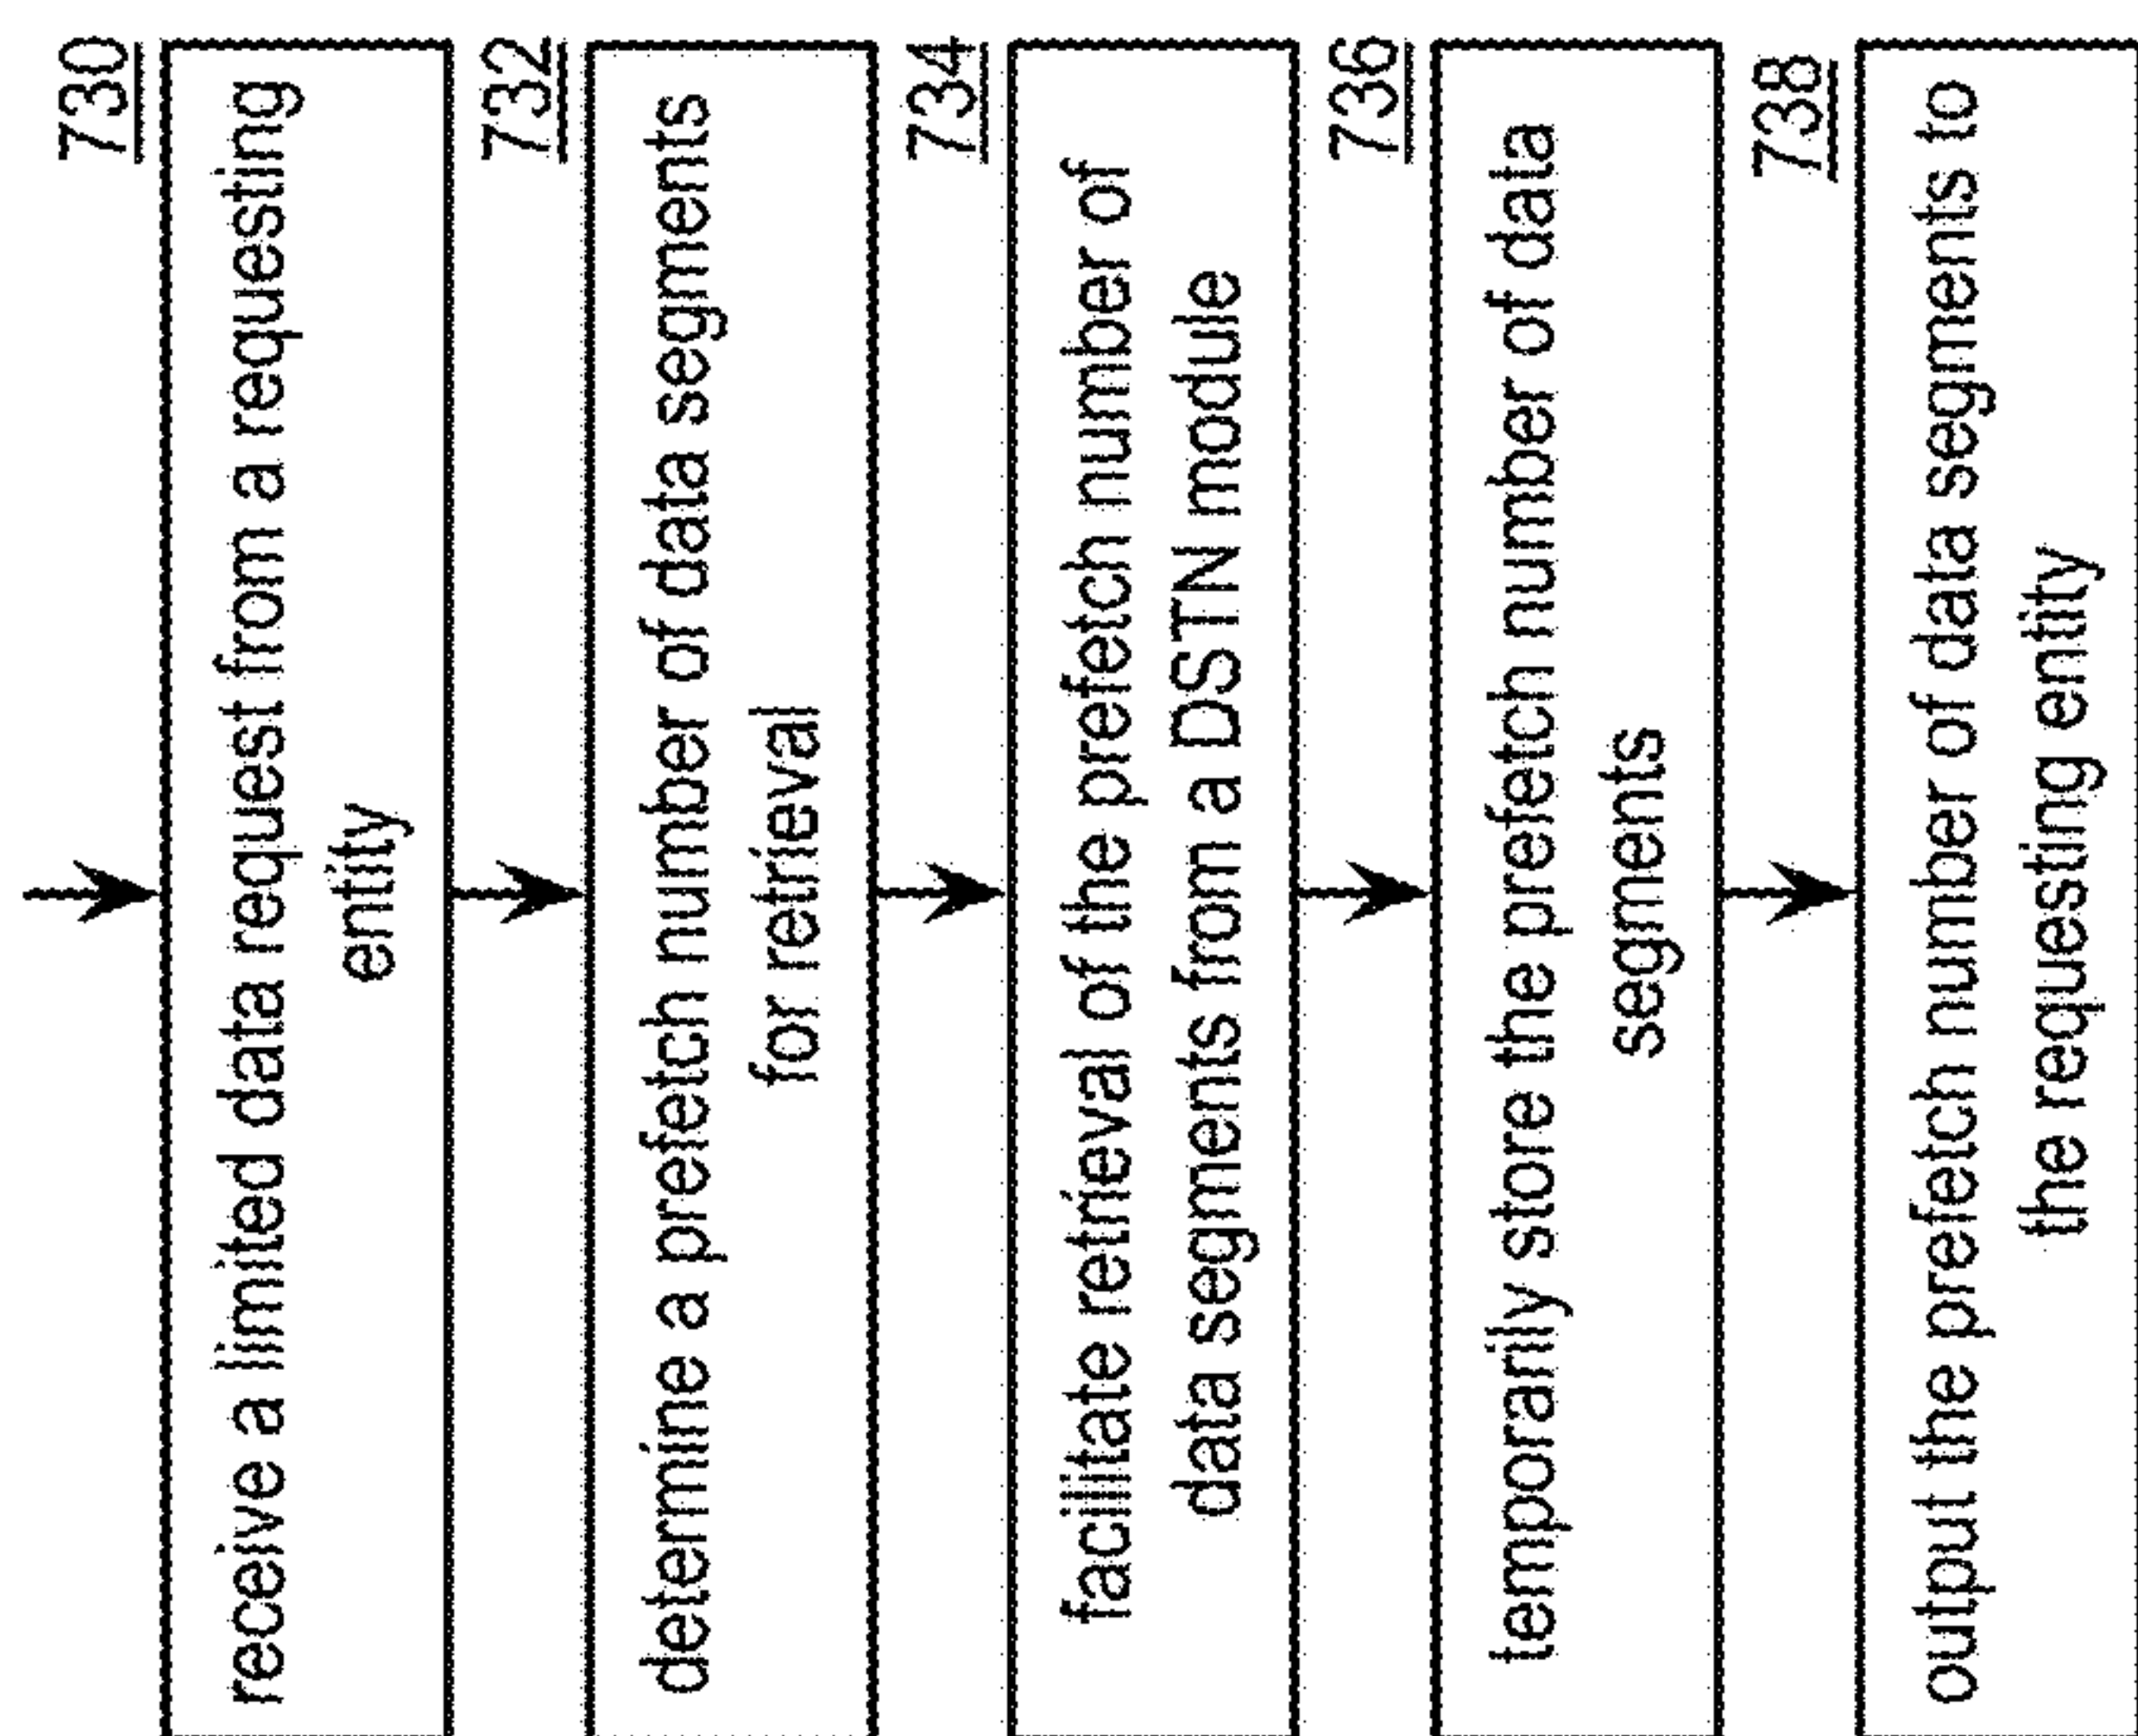 730
receive a limited data request from a requesting
entity
732
determine a prefetch number of data segments
for retrieval
734
facilitate retrieval of the prefetch number of
data segments from a DSTN module
736
temporarily store the prefetch number of data
segments
738
output the prefetch number of data segments to
the requesting entity